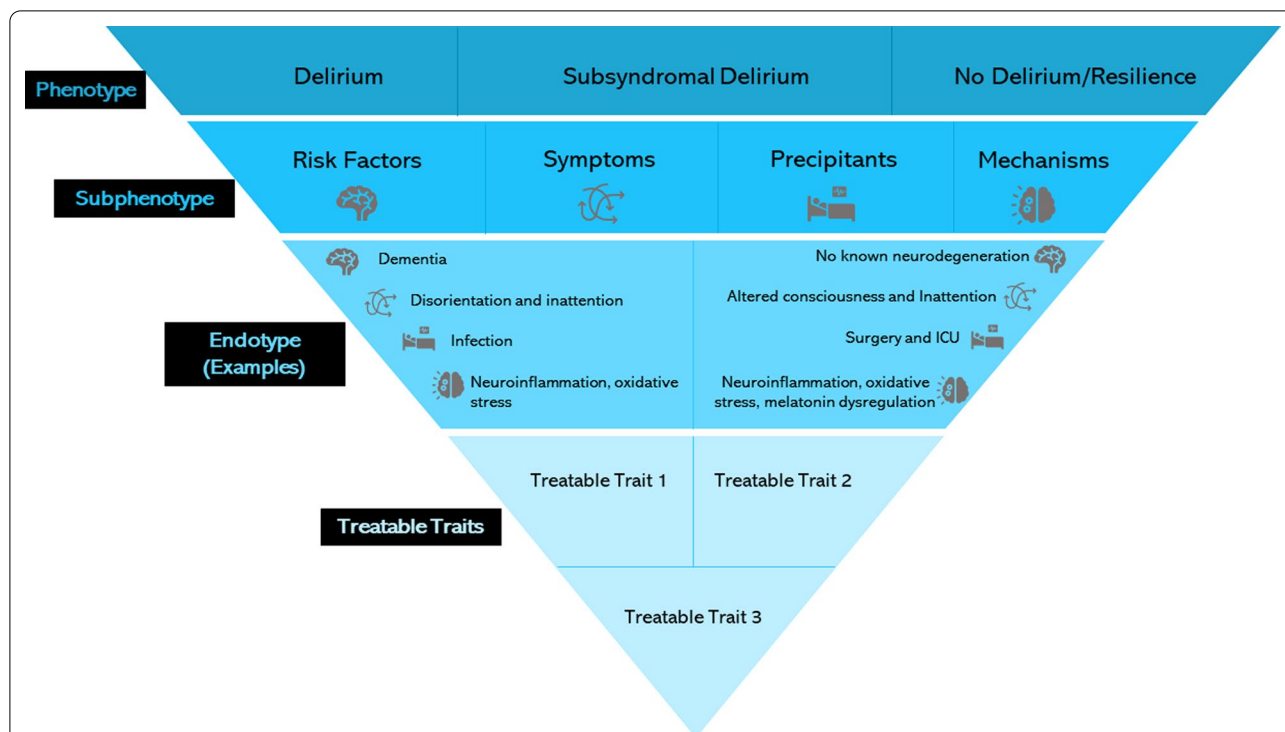 Phenotype
Delirium
Subsyndromal Delirium
No Delirium/Resilience
Subphenotype
Risk Factors
Symptoms
Precipitants
Mechanisms
Endotype
(Examples)
Dementia
Disorientation and inattention
Infection
Neuroinflammation, oxidative
stress
No known neurodegeneration
Altered consciousness and Inattention
Surgery and ICU
Neuroinflammation, oxidative
stress, melatonin dysregulation
Treatable Traits
Treatable Trait 1
Treatable Trait 2
Treatable Trait 3